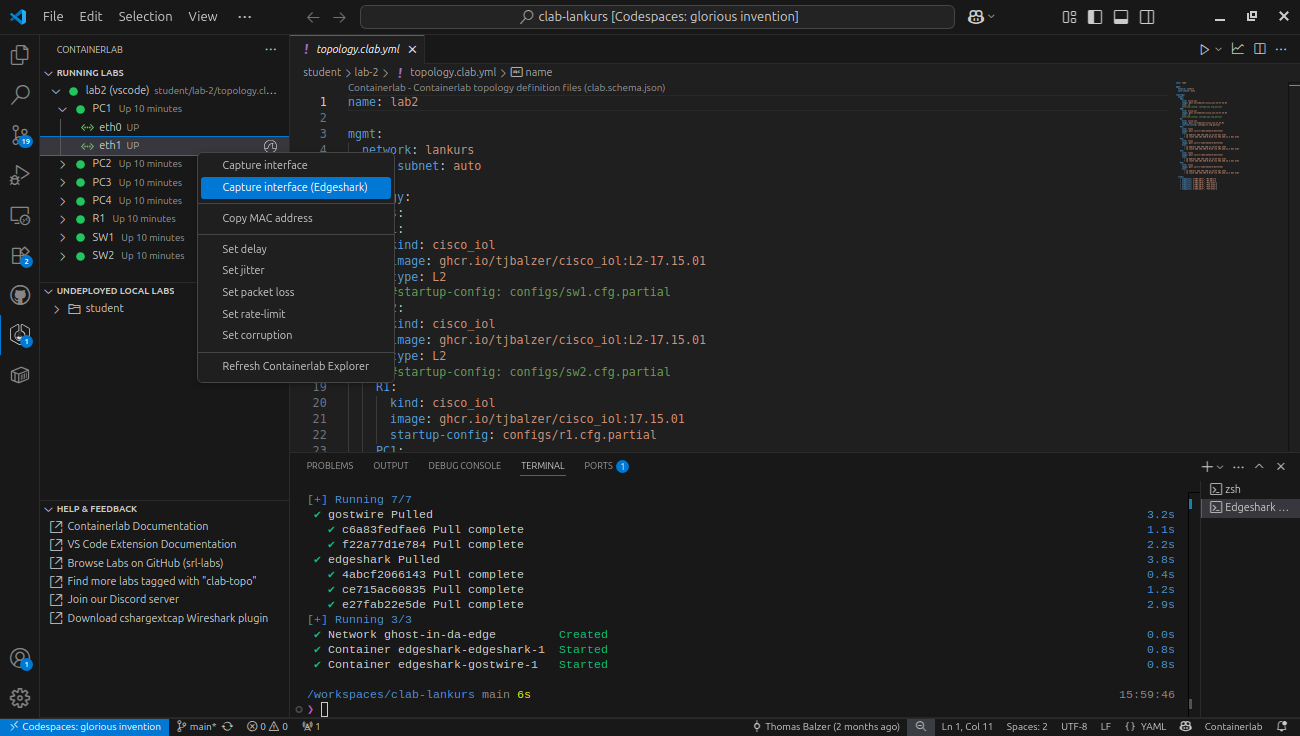 File Edit Selection View ···
clab-lankurs [Codespaces: glorious invention]
CONTAINERLAB ···
RUNNING LABS
lab2 (vscode) student/lab-2/topology.cl...
PC1 Up 10 minutes
eth0 UP
eth1 UP
PC2 Up 10 minutes
PC3 Up 10 minutes
PC4 Up 10 minutes
R1 Up 10 minutes
SW1 Up 10 minutes
SW2 Up 10 minutes
UNDEPLOYED LOCAL LABS
student
HELP & FEEDBACK
Containerlab Documentation
VS Code Extension Documentation
Browse Labs on GitHub (srl-labs)
Find more labs tagged with "clab-topo"
Join our Discord server
Download cshargextcap Wireshark plugin
19
2
1
1
Capture interface
Capture interface (Edgeshark)
Copy MAC address
Set delay
Set jitter
Set packet loss
Set rate-limit
Set corruption
Refresh Containerlab Explorer
! topology.clab.yml
student > lab-2 > ! topology.clab.yml > name
Containerlab - Containerlab topology definition files (clab.schema.json)
1 name: lab2
2
3 mgmt:
4 network: lankurs
subnet: auto
gy:
:
:
kind: cisco_iol
image: ghcr.io/tjbalzer/cisco_iol:L2-17.15.01
type: L2
#startup-config: configs/sw1.cfg.partial
:
kind: cisco_iol
image: ghcr.io/tjbalzer/cisco_iol:L2-17.15.01
type: L2
#startup-config: configs/sw2.cfg.partial
19 R1:
20 kind: cisco_iol
21 image: ghcr.io/tjbalzer/cisco_iol:17.15.01
22 startup-config: configs/r1.cfg.partial
23 PC1:
PROBLEMS OUTPUT DEBUG CONSOLE TERMINAL PORTS 1
[+] Running 7/7
✔ gostwire Pulled 3.2s
✔ c6a83fedfae6 Pull complete 1.1s
✔ f22a77d1e784 Pull complete 2.2s
✔ edgeshark Pulled 3.8s
✔ 4abcf2066143 Pull complete 0.4s
✔ ce715ac60835 Pull complete 1.2s
✔ e27fab22e5de Pull complete 2.9s
[+] Running 3/3
✔ Network ghost-in-da-edge Created 0.0s
✔ Container edgeshark-edgeshark-1 Started 0.8s
✔ Container edgeshark-gostwire-1 Started 0.8s
/workspaces/clab-lankurs main 6s 15:59:46
❯
zsh
Edgeshark ...
Codespaces: glorious invention main* 0 0 1 Thomas Balzer (2 months ago) Ln 1, Col 11 Spaces: 2 UTF-8 LF {} YAML Containerlab